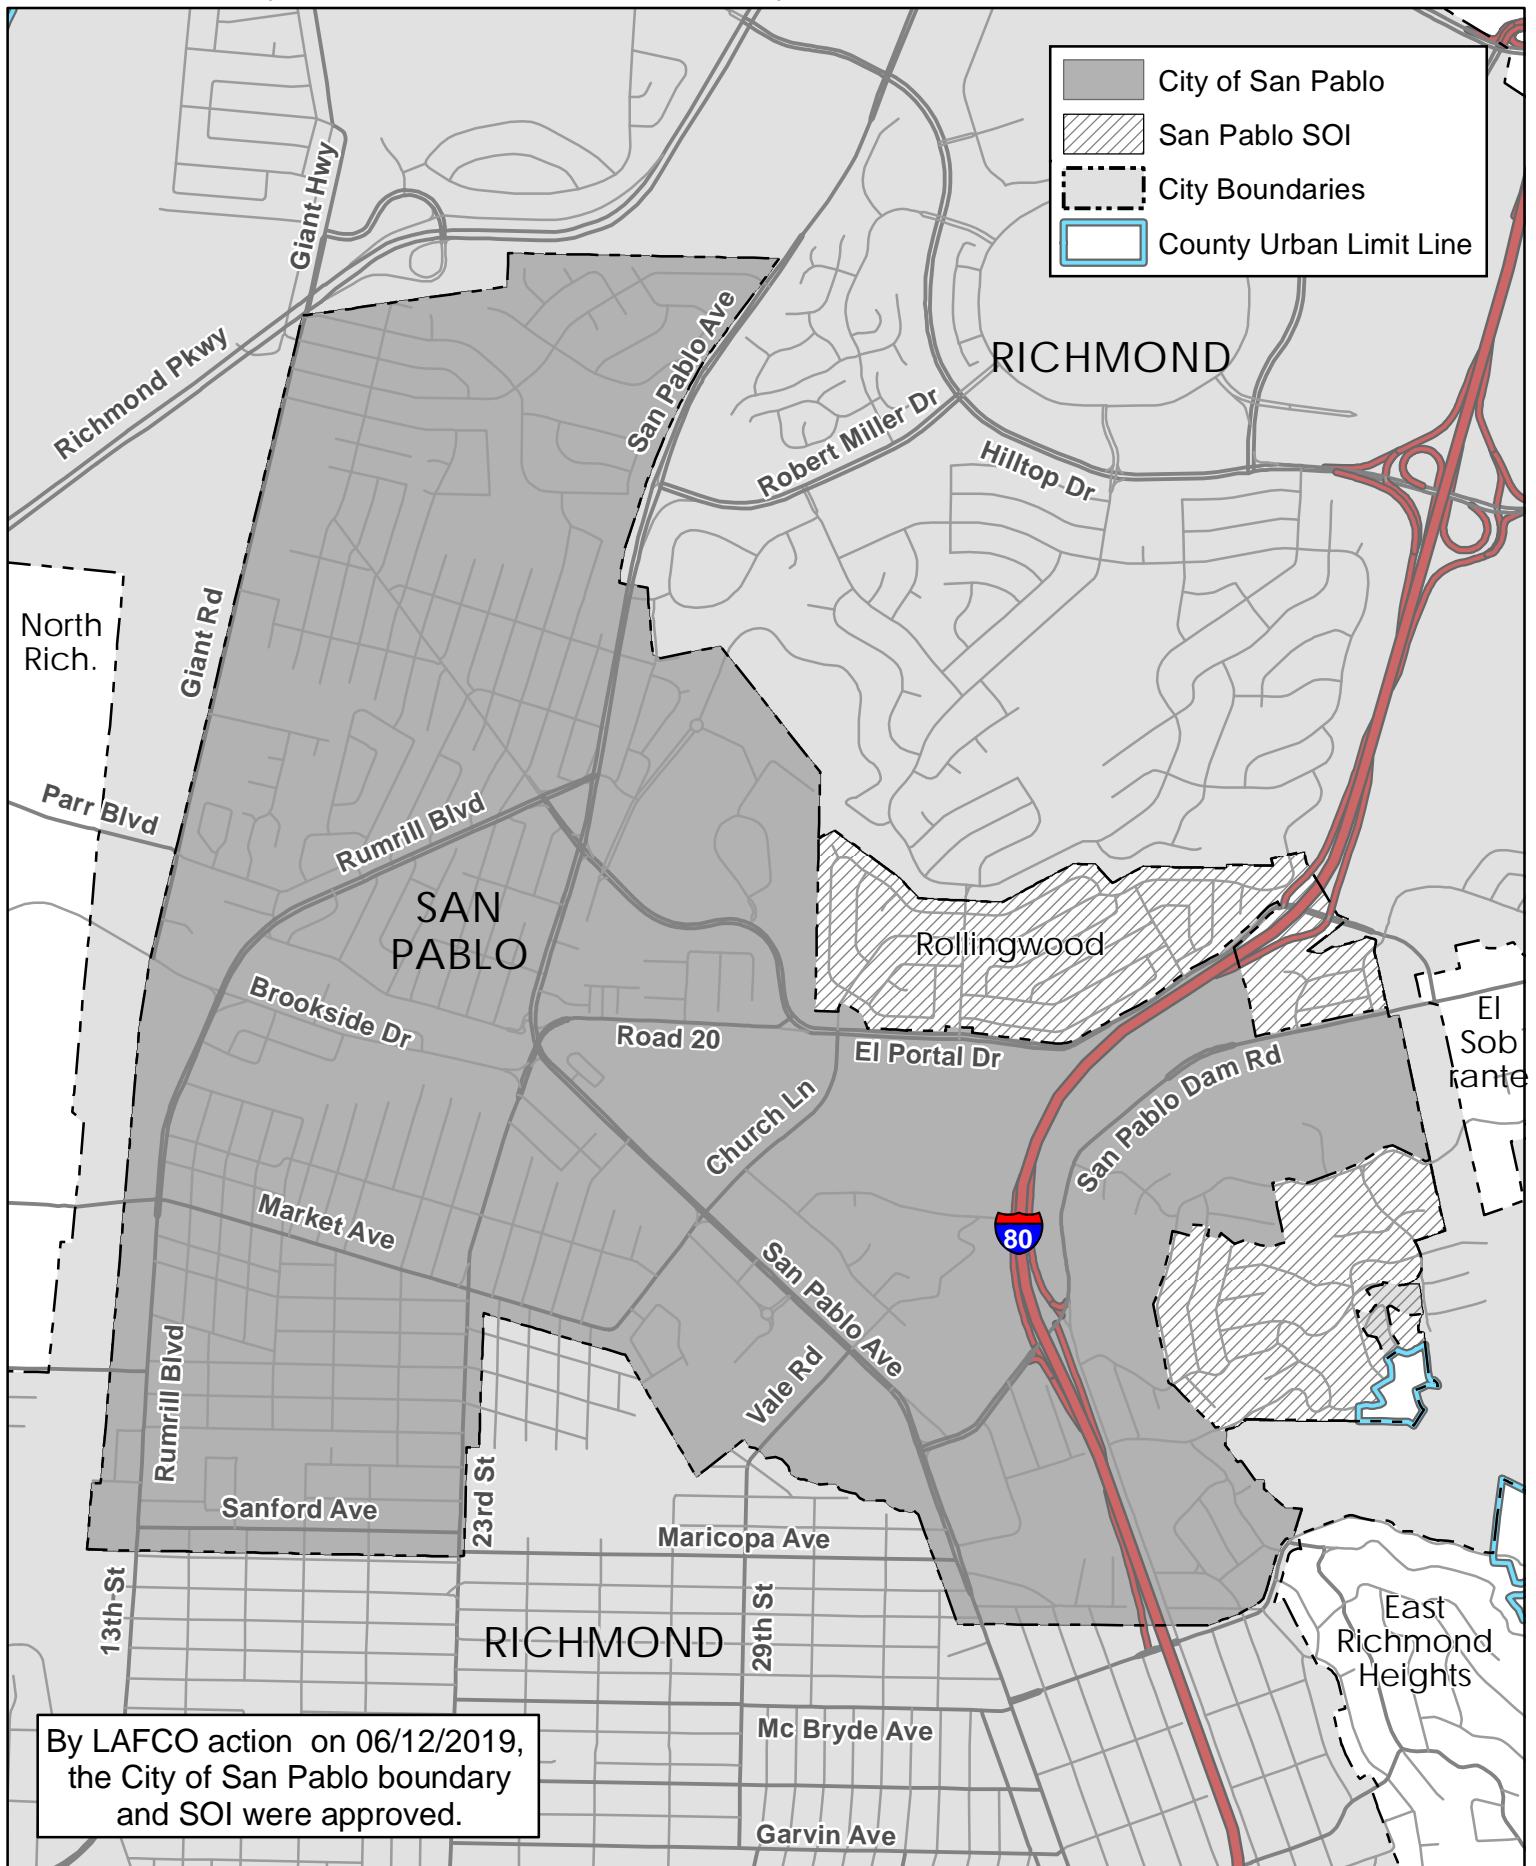 City of San Pablo
San Pablo SOI
City Boundaries
County Urban Limit Line
Giant Hwy
Richmond Pkwy
San Pablo Ave
RICHMOND
Robert Miller Dr
Hilltop Dr
North
Rich.
Giant Rd
Parr Blvd
Rumrill Blvd
SAN
PABLO
Rollingwood
Brookside Dr
Road 20
El Portal Dr
El
Sob
rante
San Pablo Dam Rd
Church Ln
Market Ave
80
San Pablo Ave
Vale Rd
Rumrill Blvd
23rd St
Sanford Ave
Maricopa Ave
13th St
29th St
RICHMOND
East
Richmond
Heights
Mc Bryde Ave
Garvin Ave
By LAFCO action on 06/12/2019,
the City of San Pablo boundary
and SOI were approved.